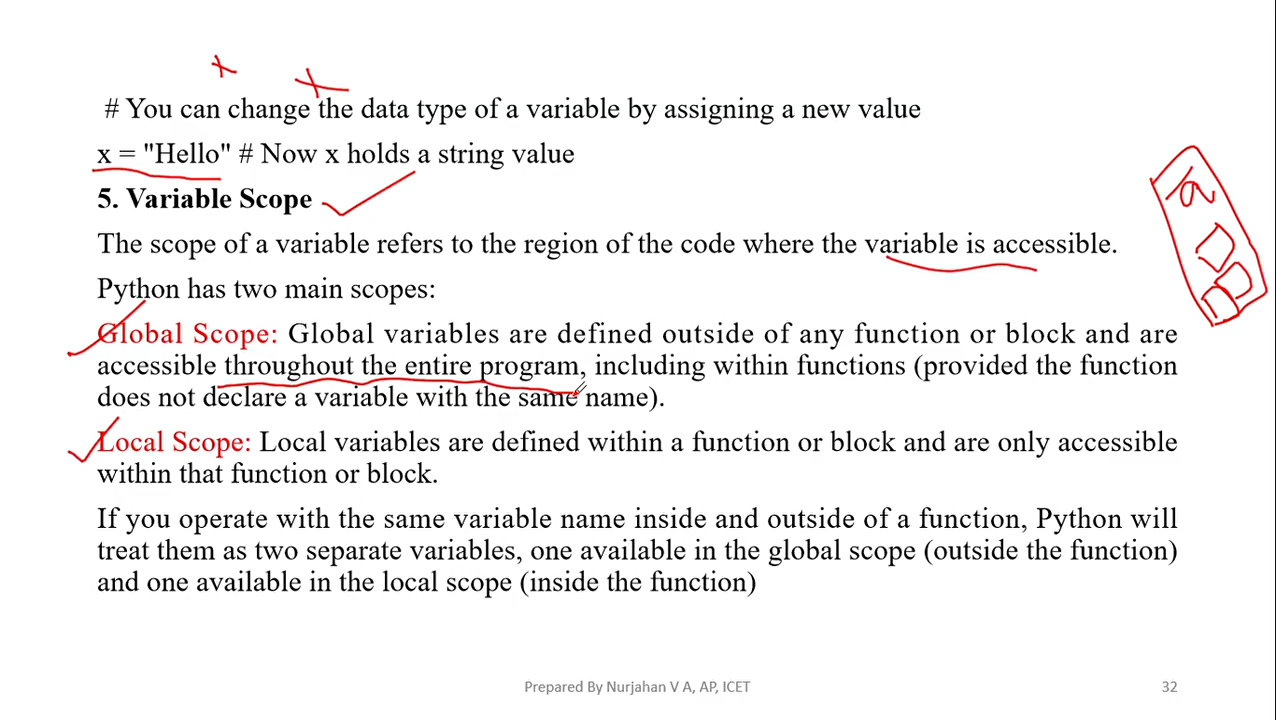 # You can change the data type of a variable by assigning a new value
x = "Hello" # Now x holds a string value
5. Variable Scope
The scope of a variable refers to the region of the code where the variable is accessible.
Python has two main scopes:
Global Scope: Global variables are defined outside of any function or block and are
accessible throughout the entire program, including within functions (provided the function
does not declare a variable with the same name).
Local Scope: Local variables are defined within a function or block and are only accessible
within that function or block.
If you operate with the same variable name inside and outside of a function, Python will
treat them as two separate variables, one available in the global scope (outside the function)
and one available in the local scope (inside the function)
Prepared By Nurjahan V A, AP, ICET
32